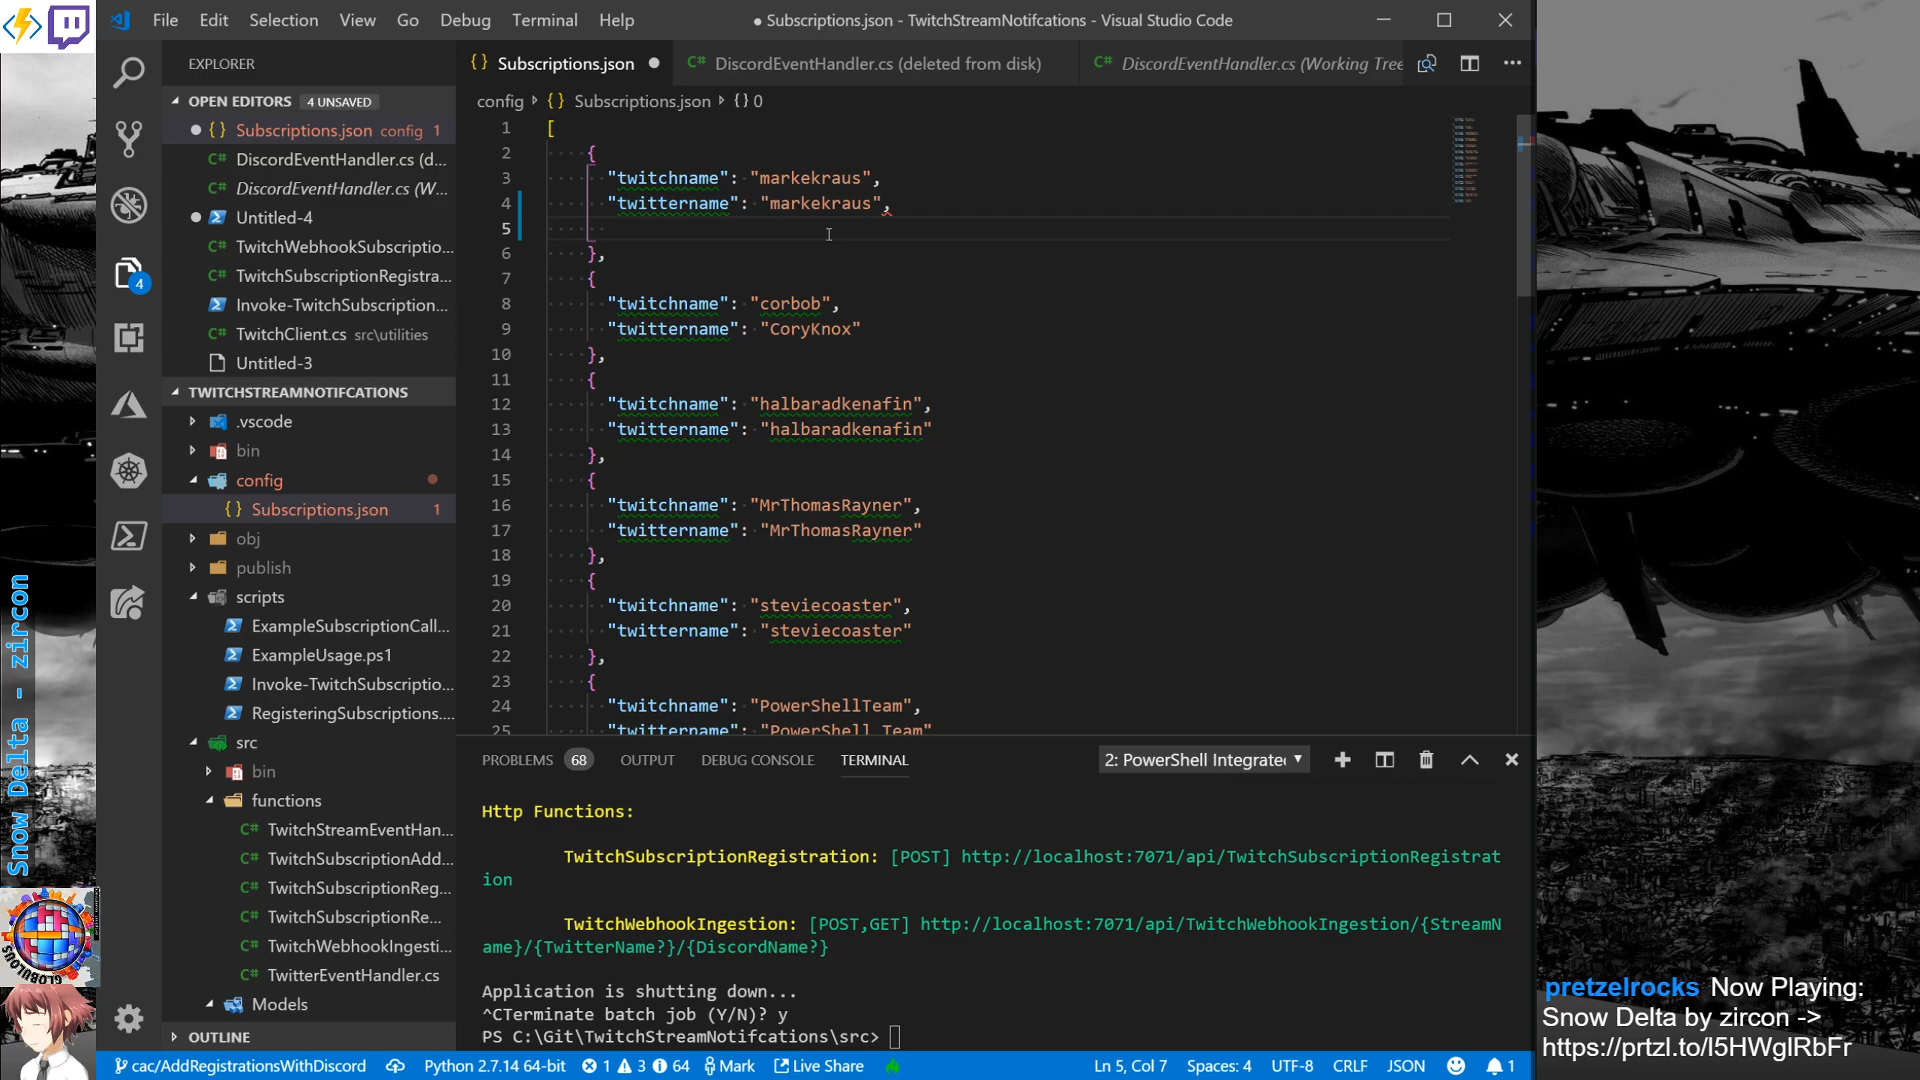 File Edit Selection View Go Debug Terminal Help
● Subscriptions.json - TwitchStreamNotifcations - Visual Studio Code
EXPLORER
{ } Subscriptions.json ●
C# DiscordEventHandler.cs (deleted from disk)
C# DiscordEventHandler.cs (Working Tree
OPEN EDITORS 4 UNSAVED
config { } Subscriptions.json { } 0
{ } Subscriptions.json config 1
C# DiscordEventHandler.cs (d...
C# DiscordEventHandler.cs (W...
Untitled-4
C# TwitchWebhookSubscriptio...
C# TwitchSubscriptionRegistra...
Invoke-TwitchSubscription...
C# TwitchClient.cs src\utilities
Untitled-3
4
TWITCHSTREAMNOTIFCATIONS
.vscode
bin
config
{ } Subscriptions.json 1
obj
publish
scripts
ExampleSubscriptionCall...
ExampleUsage.ps1
Invoke-TwitchSubscriptio...
RegisteringSubscriptions....
src
bin
functions
C# TwitchStreamEventHan...
C# TwitchSubscriptionAdd...
C# TwitchSubscriptionReg...
C# TwitchSubscriptionRe...
C# TwitchWebhookIngesti...
C# TwitterEventHandler.cs
Models
OUTLINE
1 [
2 {
3 "twitchname": "markekraus",
4 "twittername": "markekraus",
5
6 },
7 {
8 "twitchname": "corbob",
9 "twittername": "CoryKnox"
10 },
11 {
12 "twitchname": "halbaradkenafin",
13 "twittername": "halbaradkenafin"
14 },
15 {
16 "twitchname": "MrThomasRayner",
17 "twittername": "MrThomasRayner"
18 },
19 {
20 "twitchname": "steviecoaster",
21 "twittername": "steviecoaster"
22 },
23 {
24 "twitchname": "PowerShellTeam",
25 "twittername": "PowerShell_Team"
PROBLEMS 68 OUTPUT DEBUG CONSOLE TERMINAL
2: PowerShell Integrate
Http Functions:
TwitchSubscriptionRegistration: [POST] http://localhost:7071/api/TwitchSubscriptionRegistrat
ion
TwitchWebhookIngestion: [POST,GET] http://localhost:7071/api/TwitchWebhookIngestion/{StreamN
ame}/{TwitterName?}/{DiscordName?}
Application is shutting down...
^CTerminate batch job (Y/N)? y
PS C:\Git\TwitchStreamNotifcations\src>
cac/AddRegistrationsWithDiscord Python 2.7.14 64-bit 1 3 64 Mark Live Share
Ln 5, Col 7 Spaces: 4 UTF-8 CRLF JSON 1
Snow Delta - zircon
GLOBULOUS
pretzelrocks Now Playing:
Snow Delta by zircon ->
https://prtzl.to/l5HWglRbFr